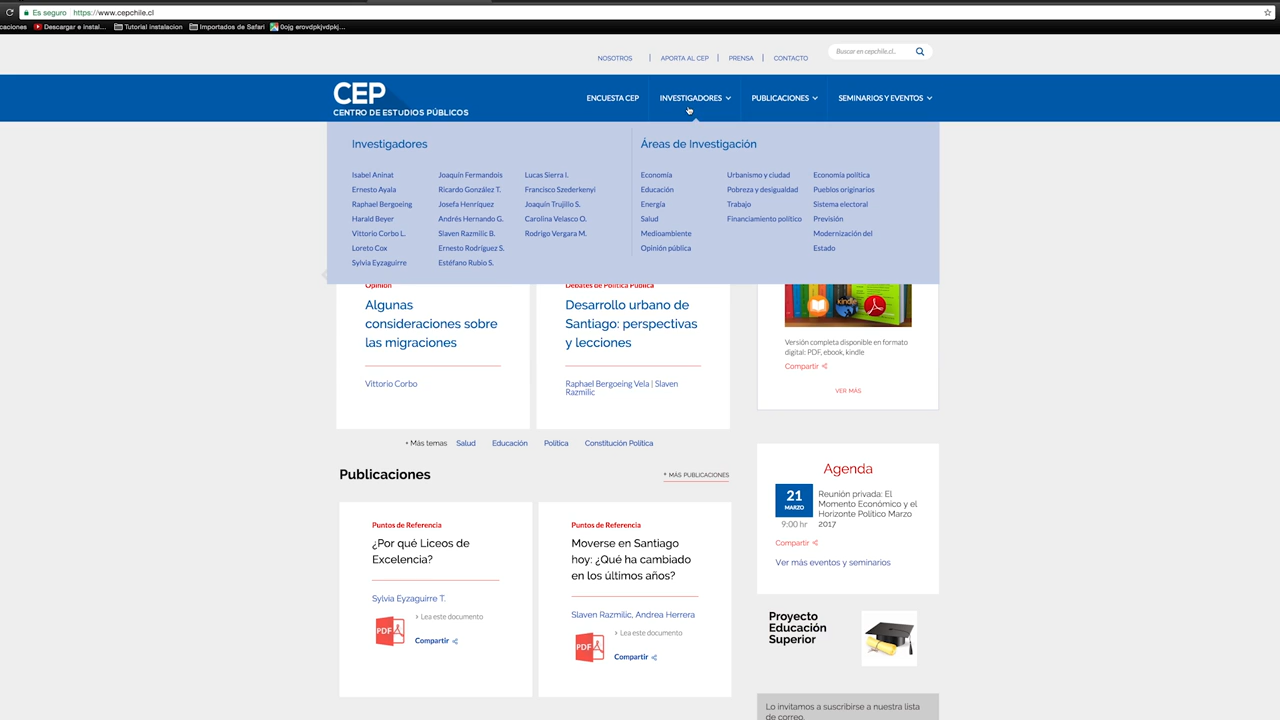 Es seguro
https://www.cepchile.cl
caciones
Descargar e instal...
Tutorial instalacion
Importados de Safari
NOSOTROS
APORTA AL CEP
PRENSA
CONTACTO
Buscar en cepchile.cl...
CEP
CENTRO DE ESTUDIOS PÚBLICOS
ENCUESTA CEP
INVESTIGADORES
PUBLICACIONES
SEMINARIOS Y EVENTOS
Investigadores
Isabel Aninat
Ernesto Ayala
Raphael Bergoeing
Harald Beyer
Vittorio Corbo L.
Loreto Cox
Sylvia Eyzaguirre
Joaquín Fermandois
Ricardo González T.
Josefa Henríquez
Andrés Hernando G.
Slaven Razmilic B.
Ernesto Rodríguez S.
Estéfano Rubio S.
Lucas Sierra I.
Francisco Szederkenyi
Joaquín Trujillo S.
Carolina Velasco O.
Rodrigo Vergara M.
Áreas de Investigación
Economía
Educación
Energía
Salud
Medioambiente
Opinión pública
Urbanismo y ciudad
Pobreza y desigualdad
Trabajo
Financiamiento político
Economía política
Pueblos originarios
Sistema electoral
Previsión
Modernización del
Estado
Opinión
Algunas
consideraciones sobre
las migraciones
Vittorio Corbo
Debates de Política Pública
Desarrollo urbano de
Santiago: perspectivas
y lecciones
Raphael Bergoeing Vela | Slaven
Razmilic
kindle
Versión completa disponible en formato
digital: PDF, ebook, kindle
Compartir
VER MÁS
+ Más temas
Salud
Educación
Política
Constitución Política
Publicaciones
+ MÁS PUBLICACIONES
Puntos de Referencia
¿Por qué Liceos de
Excelencia?
Sylvia Eyzaguirre T.
PDF
› Lea este documento
Compartir
Puntos de Referencia
Moverse en Santiago
hoy: ¿Qué ha cambiado
en los últimos años?
Slaven Razmilic, Andrea Herrera
PDF
› Lea este documento
Compartir
Agenda
21
MARZO
9:00 hr
Reunión privada: El
Momento Económico y el
Horizonte Político Marzo
2017
Compartir
Ver más eventos y seminarios
Proyecto
Educación
Superior
Lo invitamos a suscribirse a nuestra lista
de correo.